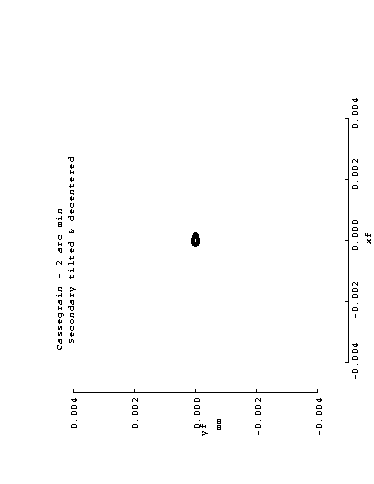 Cassegrain - 2 arc min
Secondary tilted & decentered
0.004
0.002
0.000
-0.002
-0.004
yf
-0.004 -0.002 0.000 0.002 0.004
xf